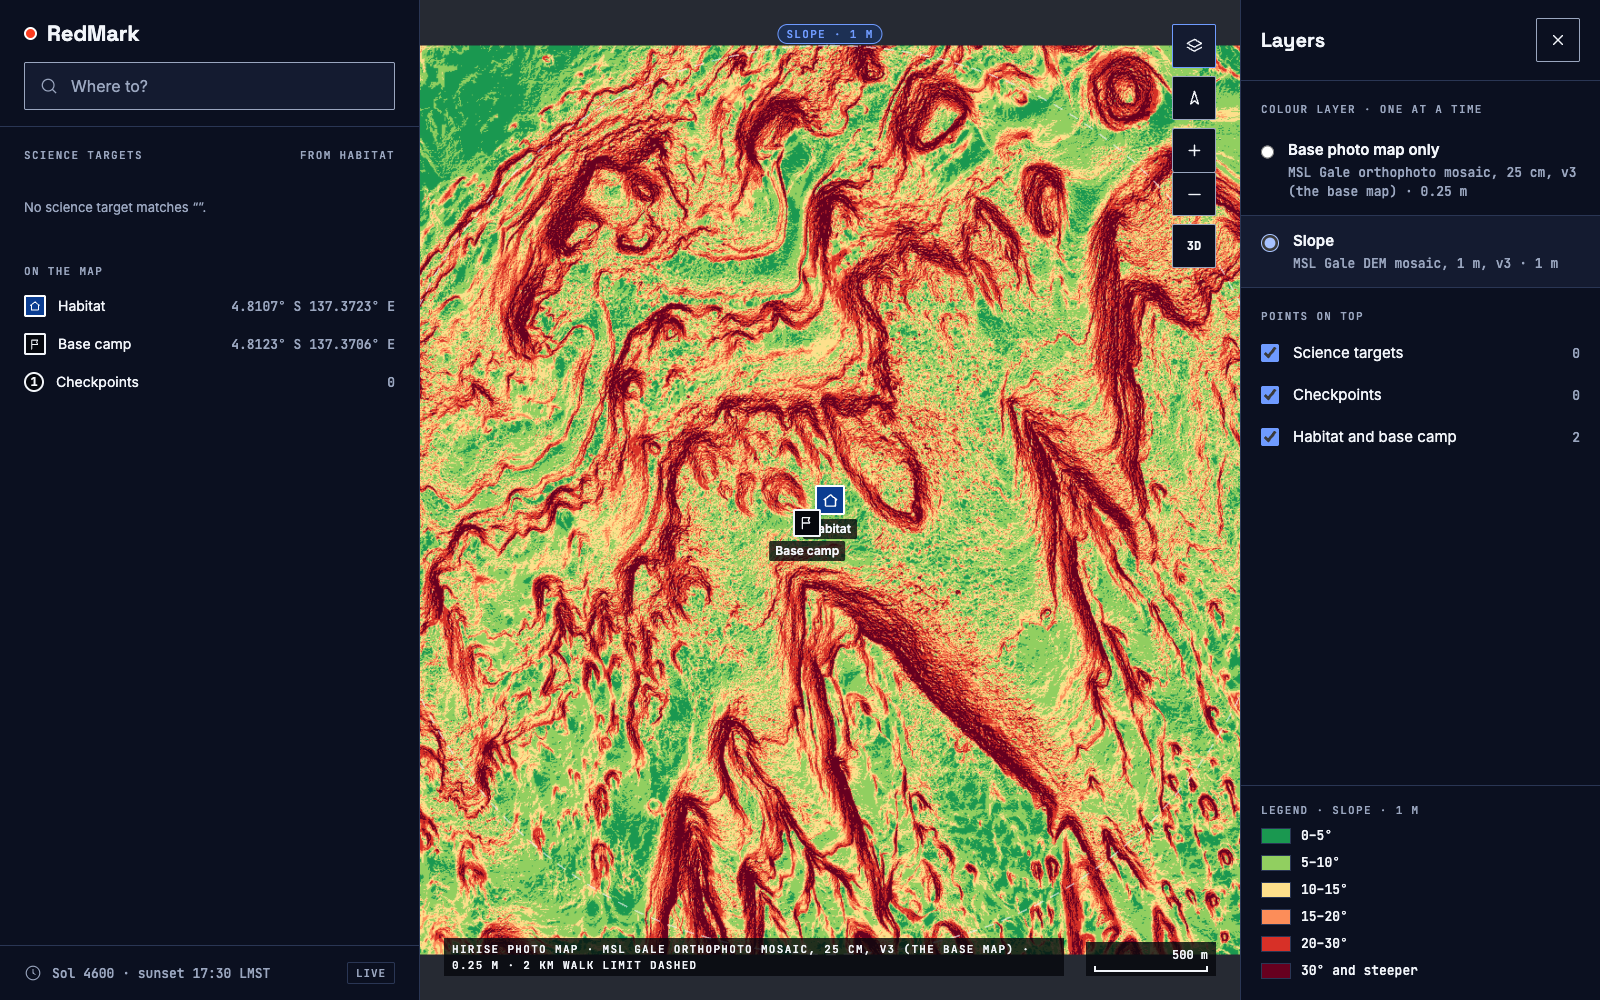 RedMark
Where to?
SCIENCE TARGETS FROM HABITAT
No science target matches “”.
ON THE MAP
Habitat 4.8107° S 137.3723° E
Base camp 4.8123° S 137.3706° E
1 Checkpoints 0
Sol 4600 · sunset 17:30 LMST LIVE
SLOPE · 1 M
3D
abitat
Base camp
HIRISE PHOTO MAP · MSL GALE ORTHOPHOTO MOSAIC, 25 CM, V3 (THE BASE MAP) ·
0.25 M · 2 KM WALK LIMIT DASHED
500 m
Layers
COLOUR LAYER · ONE AT A TIME
Base photo map only
MSL Gale orthophoto mosaic, 25 cm, v3
(the base map) · 0.25 m
Slope
MSL Gale DEM mosaic, 1 m, v3 · 1 m
POINTS ON TOP
Science targets 0
Checkpoints 0
Habitat and base camp 2
LEGEND · SLOPE · 1 M
0–5°
5–10°
10–15°
15–20°
20–30°
30° and steeper